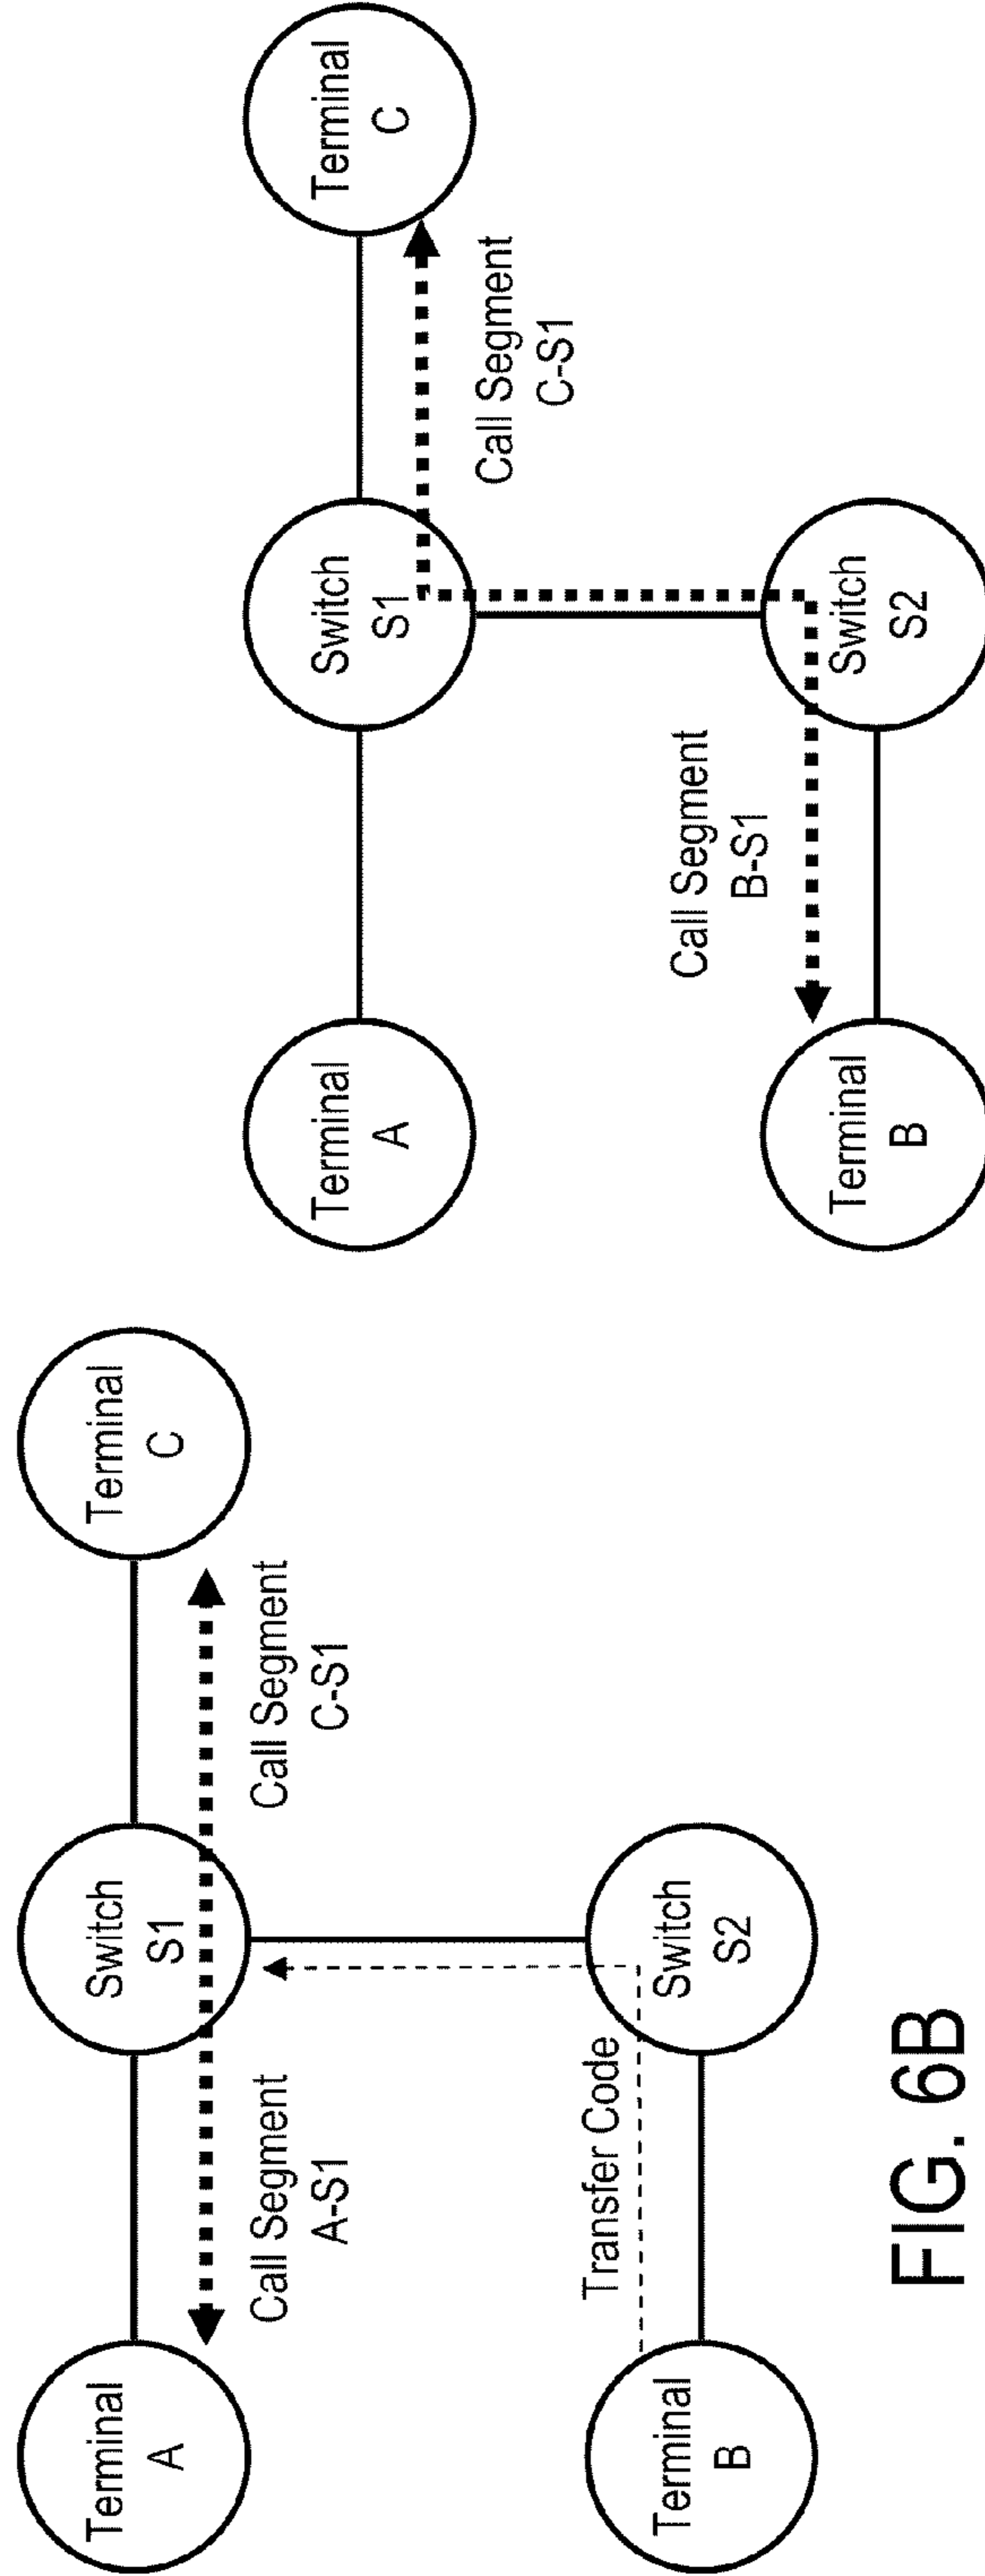 Terminal
A
Switch
S1
Terminal
C
Call Segment
A-S1
Call Segment
C-S1
Transfer Code
Terminal
B
Switch
S2
FIG. 6B
Terminal
A
Switch
S1
Terminal
C
Call Segment
C-S1
Call Segment
B-S1
Terminal
B
Switch
S2